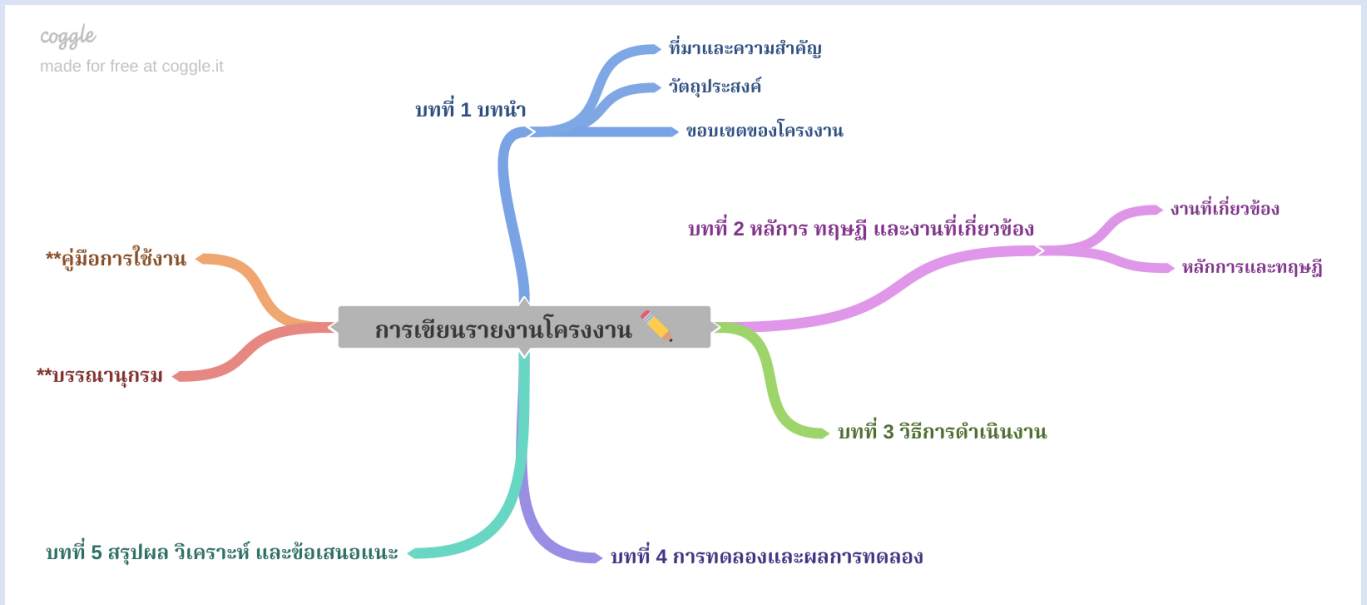 coggle
made for free at coggle.it
ที่มาและความสำคัญ
วัตถุประสงค์
บทที่ 1 บทนำ
ขอบเขตของโครงงาน
งานที่เกี่ยวข้อง
บทที่ 2 หลักการ ทฤษฏี และงานที่เกี่ยวข้อง
หลักการและทฤษฏี
**คู่มือการใช้งาน
การเขียนรายงานโครงงาน
**บรรณานุกรม
บทที่ 3 วิธีการดำเนินงาน
บทที่ 5 สรุปผล วิเคราะห์ และข้อเสนอแนะ
บทที่ 4 การทดลองและผลการทดลอง